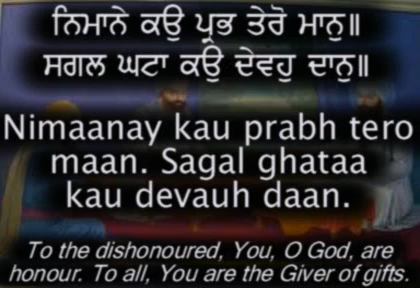 ਨਿਮਾਨੇ ਕਉ ਪ੍ਰਭ ਤੇਰੋ ਮਾਨੁ॥
ਸਗਲ ਘਟਾ ਕਉ ਦੇਵਹੁ ਦਾਨੁ॥
Nimaanay kau prabh tero
maan. Sagal ghataa
kau devauh daan.
To the dishonoured, You, O God, are
honour. To all, You are the Giver of gifts.